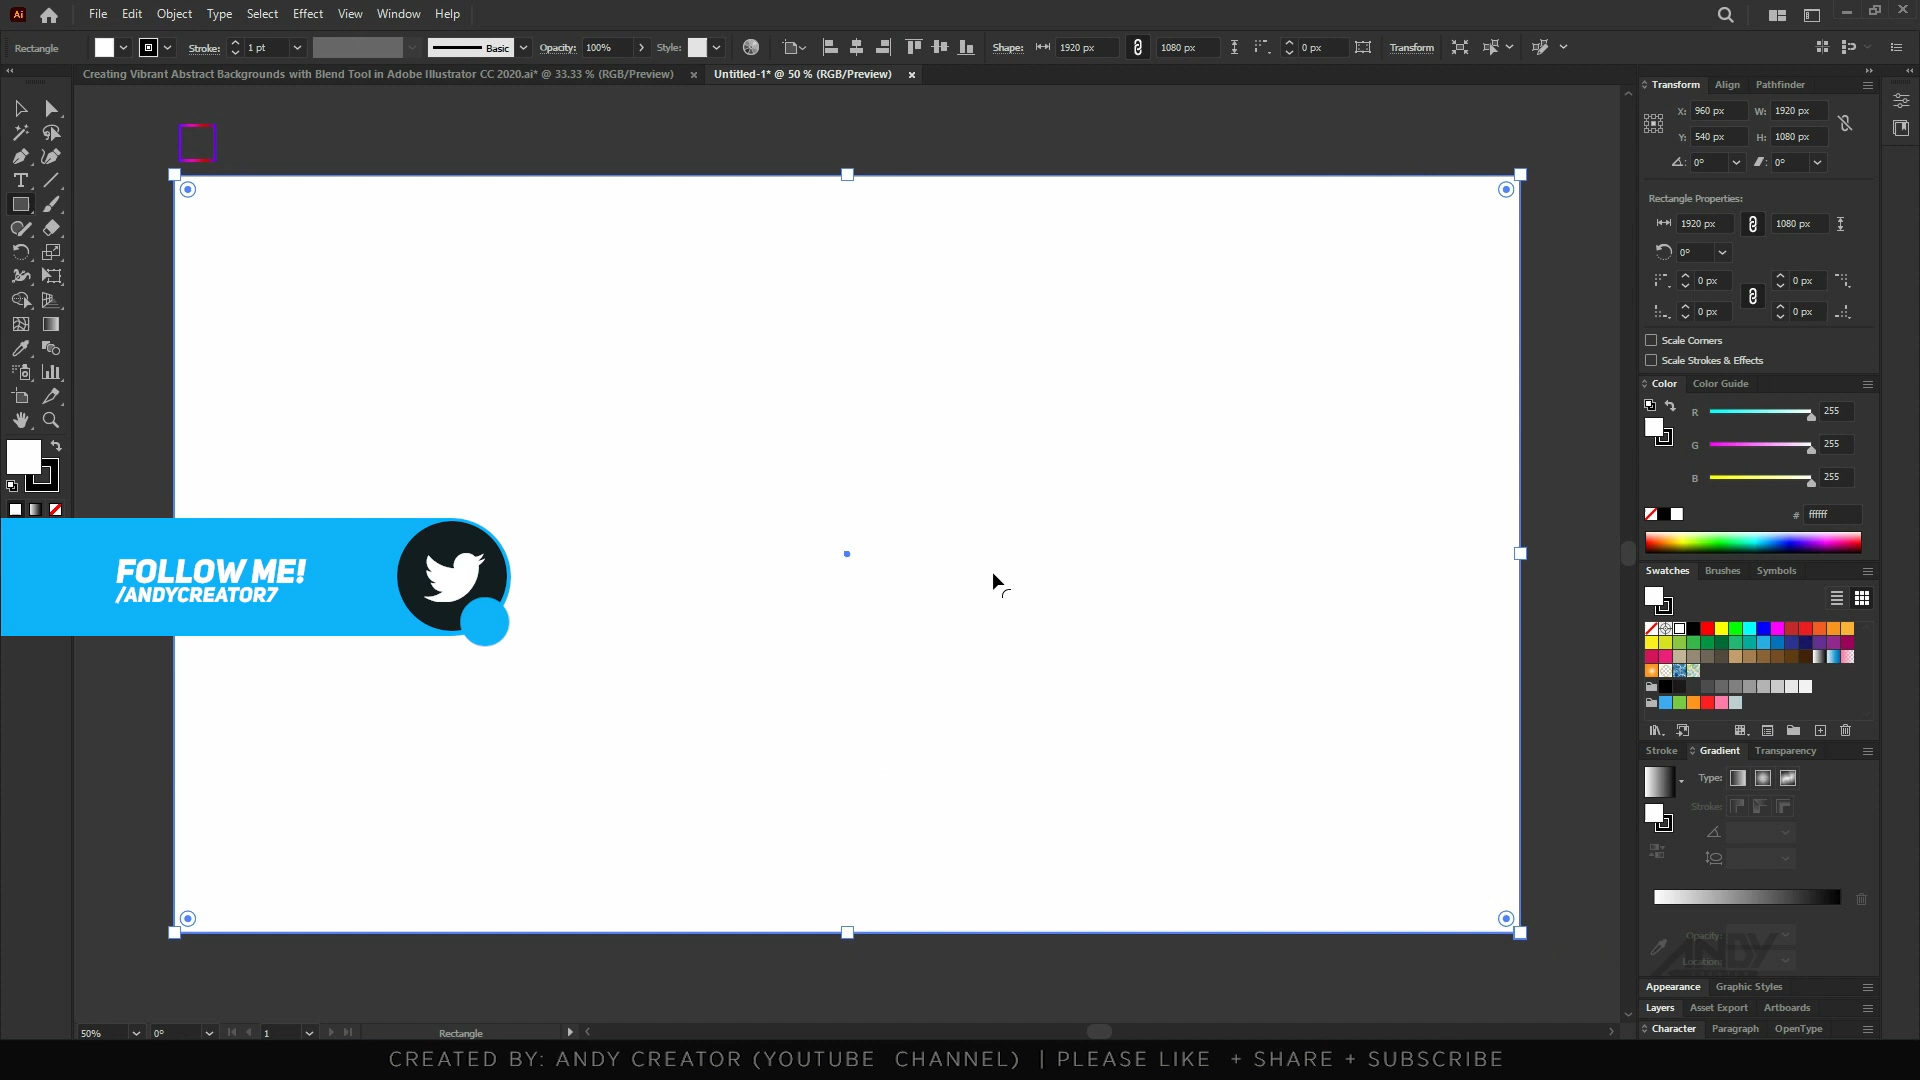 Ai File Edit Object Type Select Effect View Window Help
Rectangle Stroke: 1 pt Basic Opacity: 100% Style: Shape: 1920 px 1080 px 0 px Transform
Creating Vibrant Abstract Backgrounds with Blend Tool in Adobe Illustrator CC 2020.ai* @ 33.33 % (RGB/Preview) × Untitled-1* @ 50 % (RGB/Preview) ×
Transform Align Pathfinder
X: 960 px W: 1920 px
Y: 540 px H: 1080 px
0° 0°
Rectangle Properties:
1920 px 1080 px
0°
0 px 0 px
0 px 0 px
Scale Corners
Scale Strokes & Effects
Color Color Guide
R 255
G 255
B 255
# ffffff
Swatches Brushes Symbols
Stroke Gradient Transparency
Type:
Stroke:
Opacity:
Location:
ANDY
Appearance Graphic Styles
Layers Asset Export Artboards
Character Paragraph OpenType
FOLLOW ME!
/ANDYCREATOR7
50% 0° 1 Rectangle
CREATED BY: ANDY CREATOR (YOUTUBE CHANNEL) | PLEASE LIKE + SHARE + SUBSCRIBE